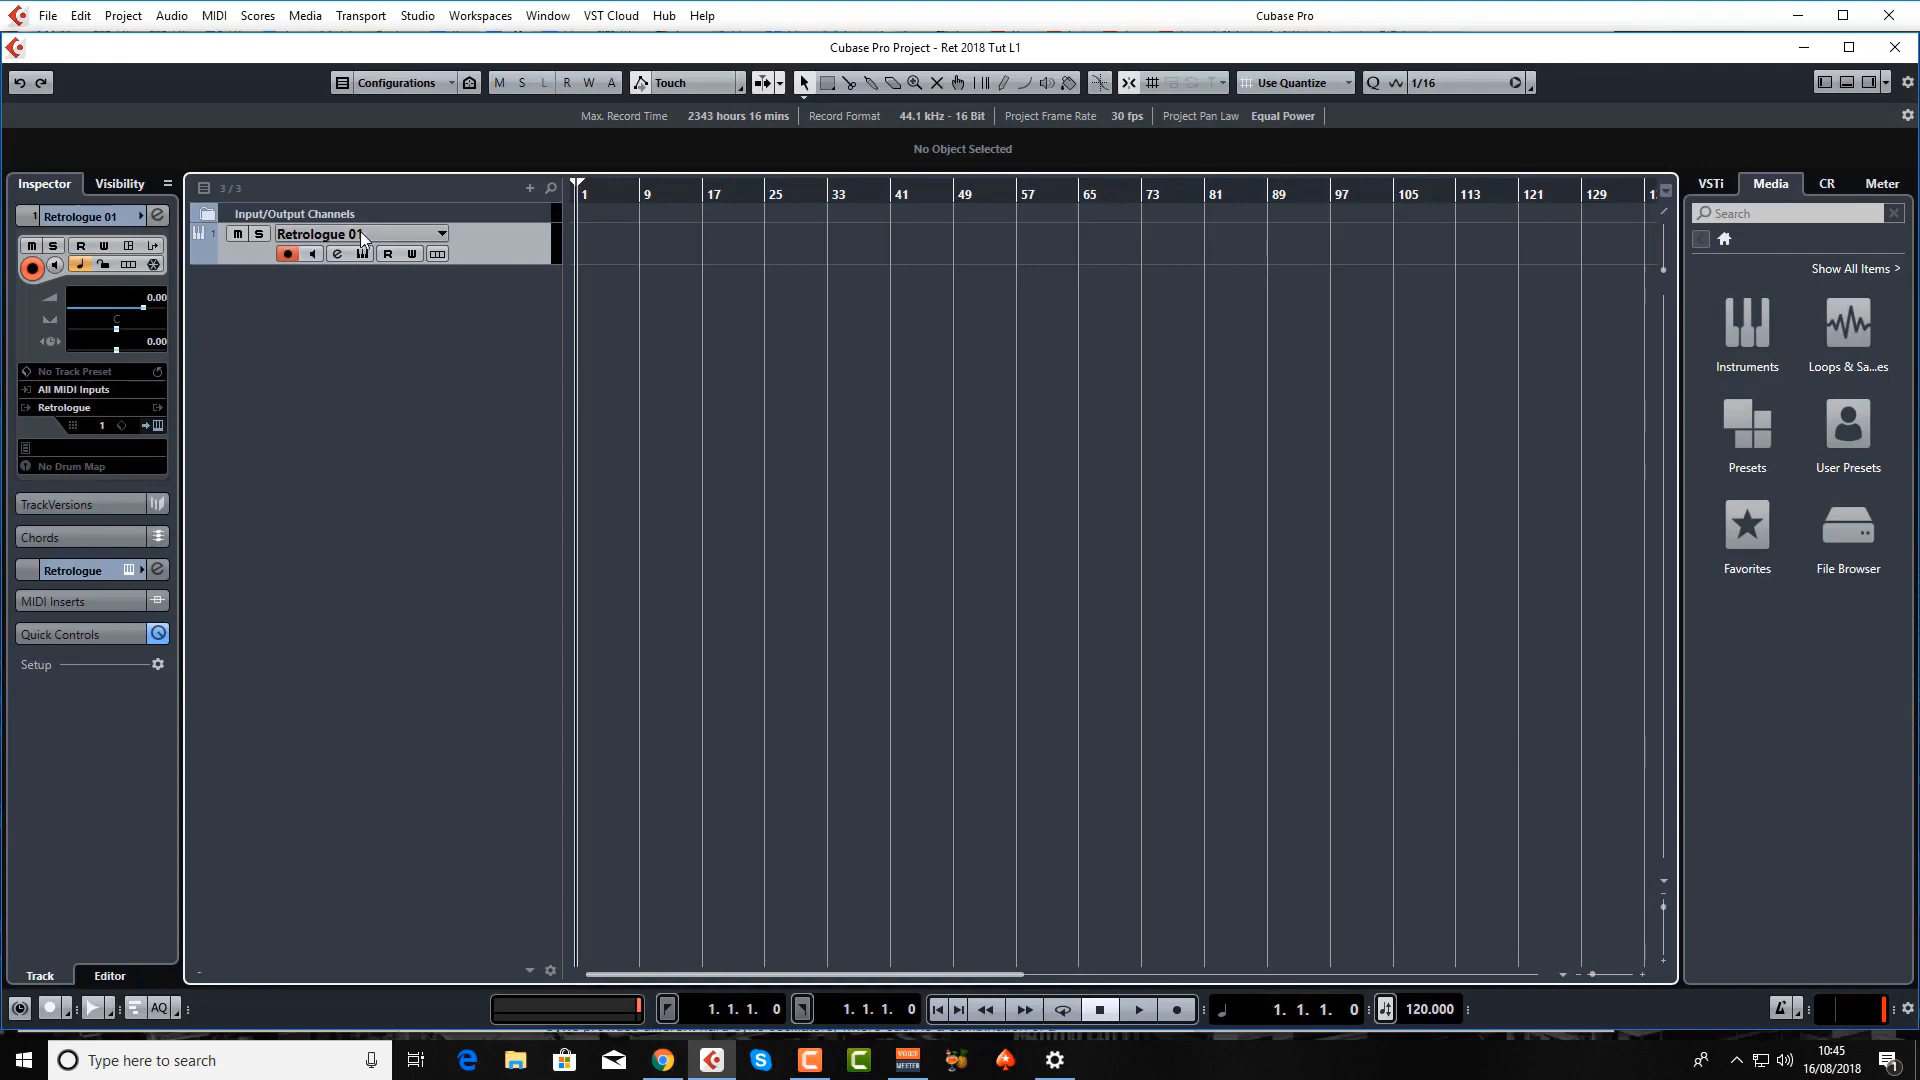 File Edit Project Audio MIDI Scores Media Transport Studio Workspaces Window VST Cloud Hub Help Cubase Pro
Cubase Pro Project - Ret 2018 Tut L1
Configurations M S L R W A Touch Use Quantize Q 1/16
Max. Record Time 2343 hours 16 mins Record Format 44.1 kHz - 16 Bit Project Frame Rate 30 fps Project Pan Law Equal Power
No Object Selected
Inspector Visibility 3 / 3 1 9 17 25 33 41 49 57 65 73 81 89 97 105 113 121 129 VSTi Media CR Meter
1 Retrologue 01 Input/Output Channels Search
1 m S Retrologue 01
m S R W
R W
Show All Items >
0.00
C
0.00
Instruments Loops & Sa...es
No Track Preset
All MIDI Inputs
Retrologue
1
No Drum Map
Presets User Presets
TrackVersions
Chords
Retrologue
Favorites File Browser
MIDI Inserts
Quick Controls
Setup
Track Editor
AQ 1. 1. 1. 0 1. 1. 1. 0 1. 1. 1. 0 120.000
Type here to search VOICE MEETER 10:45
16/08/2018 1